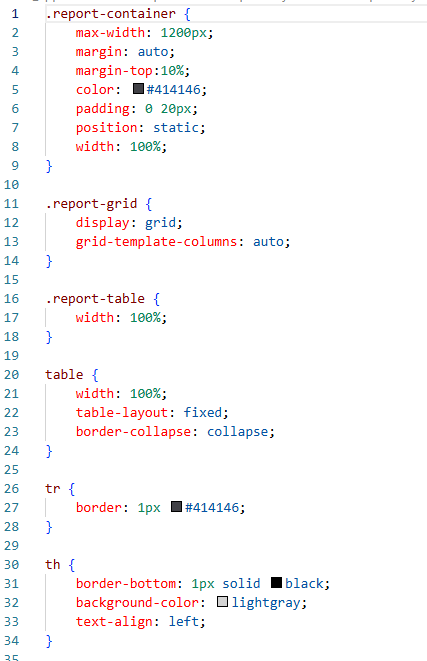 1 .report-container {
2 max-width: 1200px;
3 margin: auto;
4 margin-top:10%;
5 color: #414146;
6 padding: 0 20px;
7 position: static;
8 width: 100%;
9 }
10
11 .report-grid {
12 display: grid;
13 grid-template-columns: auto;
14 }
15
16 .report-table {
17 width: 100%;
18 }
19
20 table {
21 width: 100%;
22 table-layout: fixed;
23 border-collapse: collapse;
24 }
25
26 tr {
27 border: 1px #414146;
28 }
29
30 th {
31 border-bottom: 1px solid black;
32 background-color: lightgray;
33 text-align: left;
34 }
35